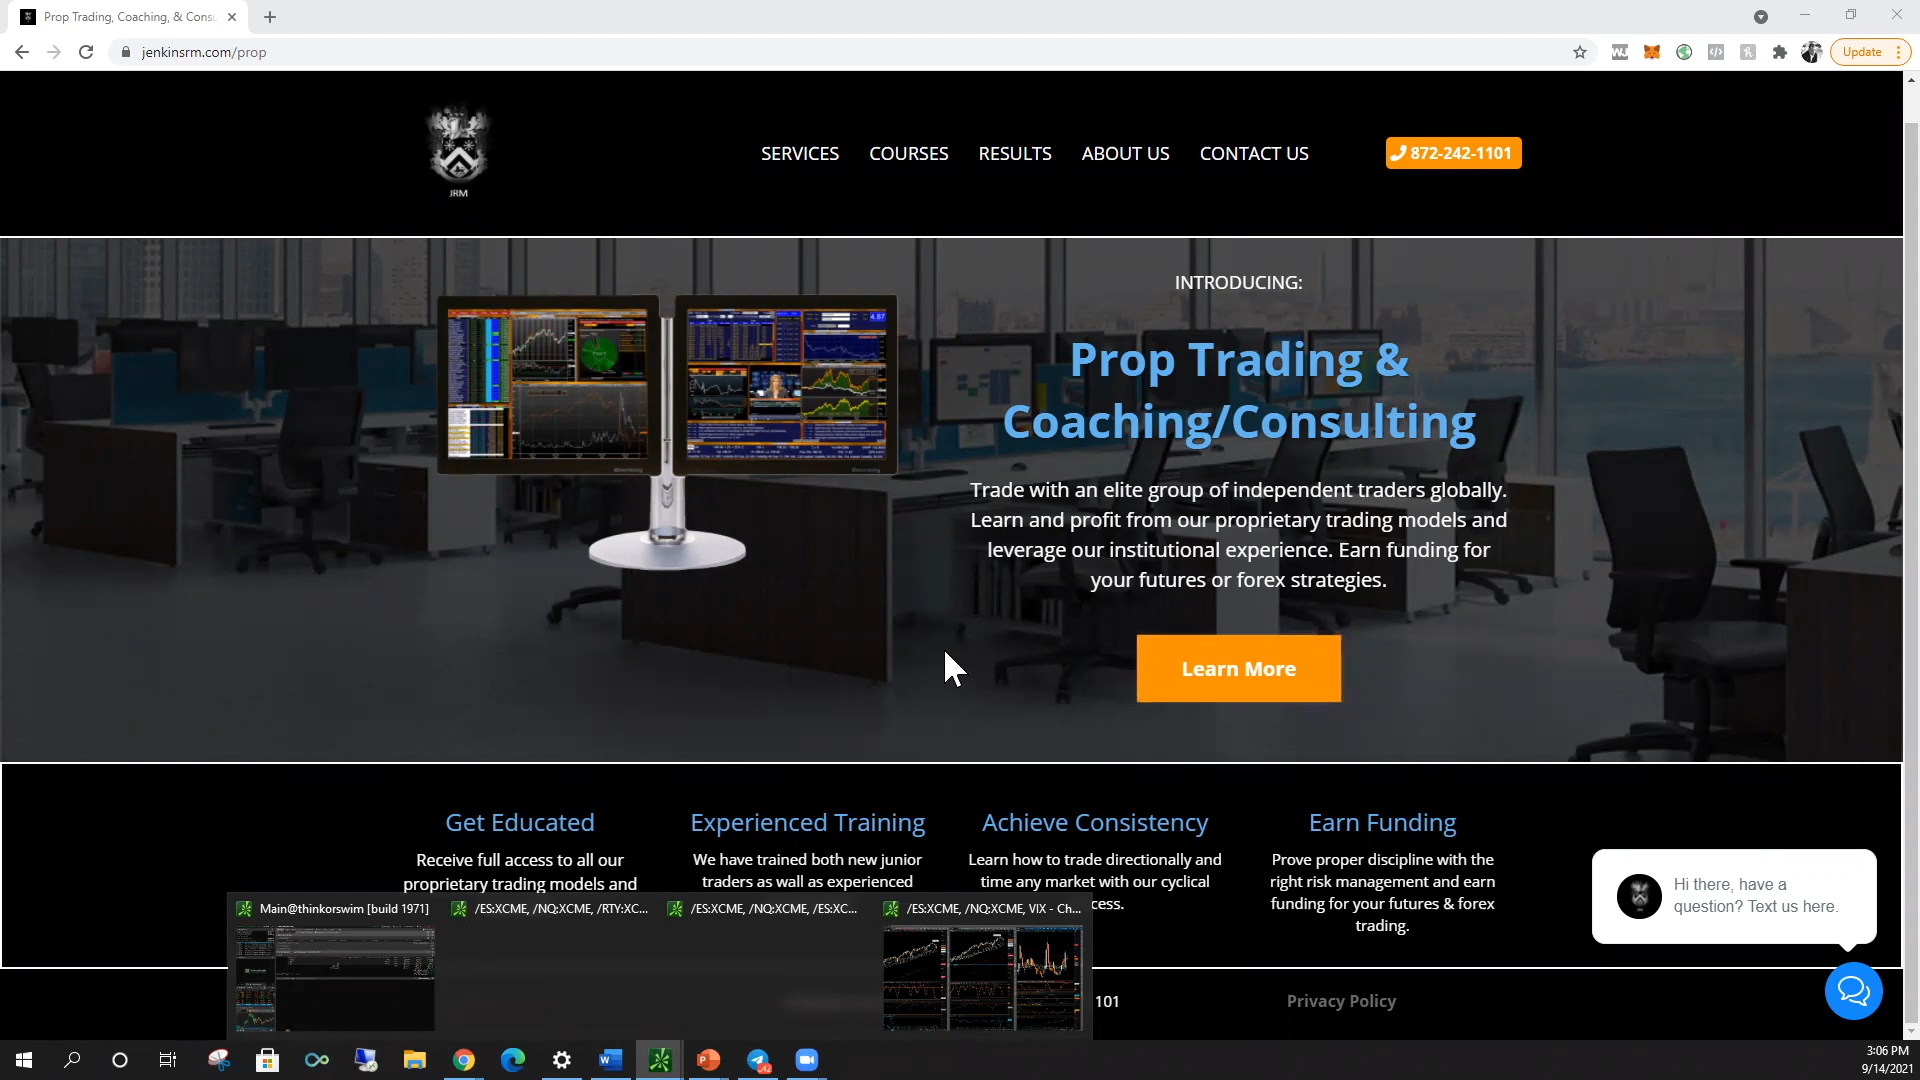 Prop Trading, Coaching, & Cons
jenkinsrm.com/prop
Update
JRM
SERVICES
COURSES
RESULTS
ABOUT US
CONTACT US
872-242-1101
INTRODUCING:
Prop Trading &
Coaching/Consulting
Trade with an elite group of independent traders globally.
Learn and profit from our proprietary trading models and
leverage our institutional experience. Earn funding for
your futures or forex strategies.
Learn More
Get Educated
Receive full access to all our
proprietary trading models and
Experienced Training
We have trained both new junior
traders as wall as experienced
Achieve Consistency
Learn how to trade directionally and
time any market with our cyclical
cess.
Earn Funding
Prove proper discipline with the
right risk management and earn
funding for your futures & forex
trading.
Hi there, have a
question? Text us here.
Main@thinkorswim [build 1971]
/ES:XCME, /NQ:XCME, /RTY:XC...
/ES:XCME, /NQ:XCME, /ES:XC...
/ES:XCME, /NQ:XCME, VIX - Ch...
101
Privacy Policy
3:06 PM
9/14/2021